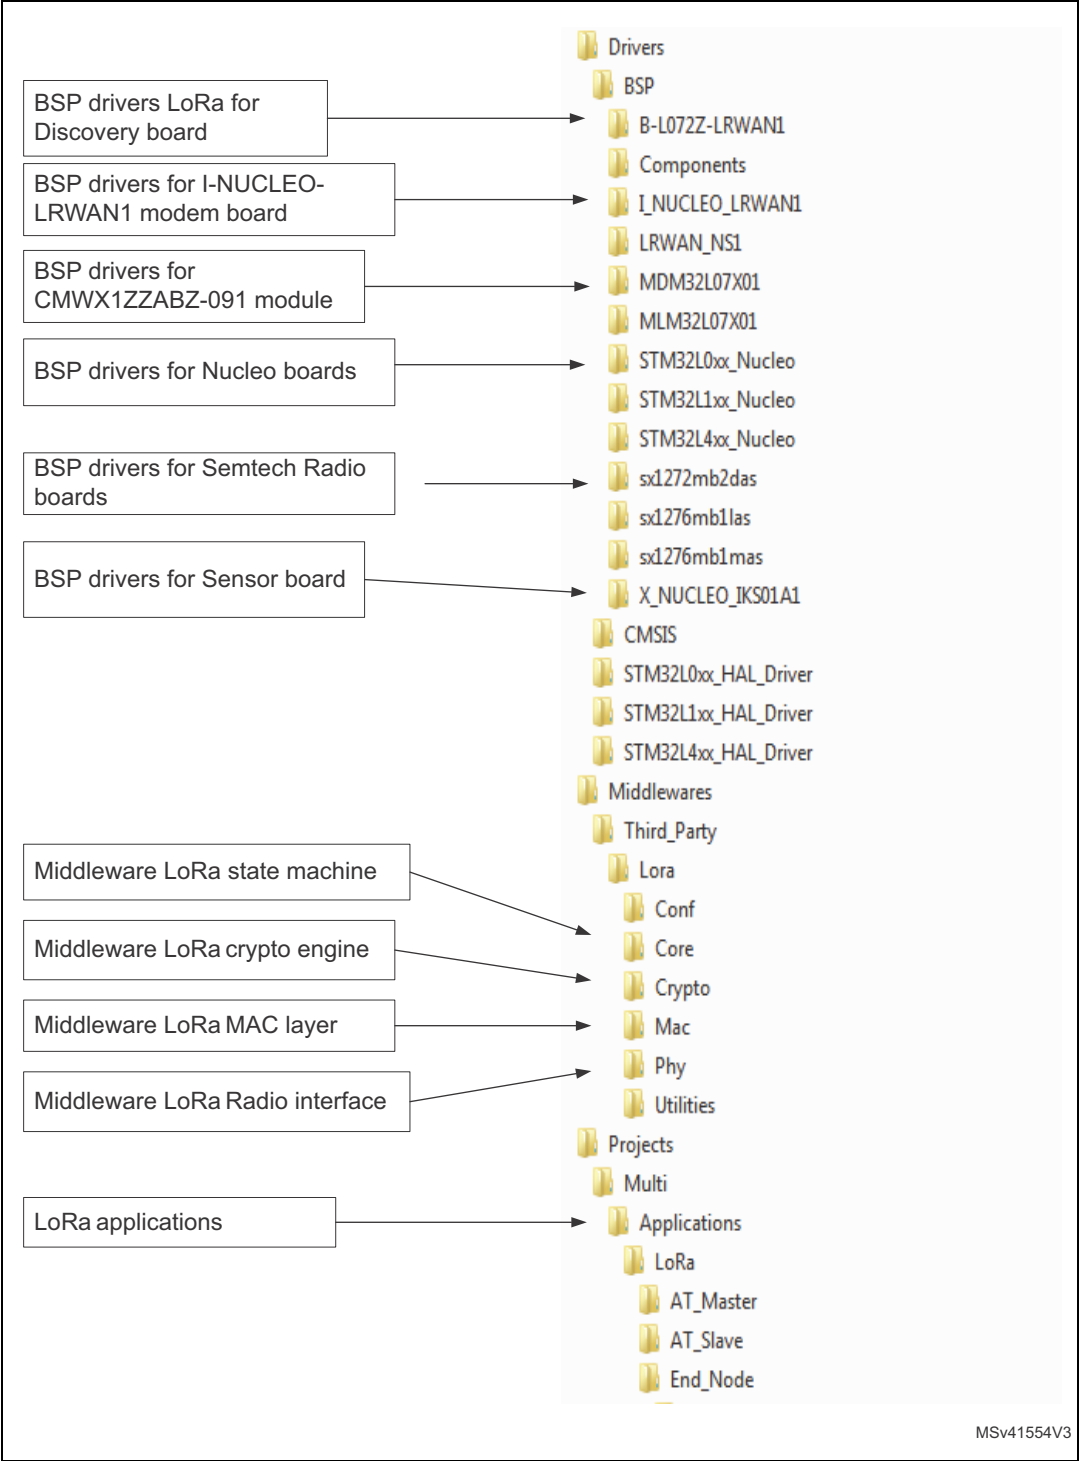 Drivers
BSP
BSP drivers LoRa for
Discovery board
B-L072Z-LRWAN1
Components
BSP drivers for I-NUCLEO-
LRWAN1 modem board
I_NUCLEO_LRWAN1
LRWAN_NS1
BSP drivers for
CMWX1ZZABZ-091 module
MDM32L07X01
MLM32L07X01
BSP drivers for Nucleo boards
STM32L0xx_Nucleo
STM32L1xx_Nucleo
STM32L4xx_Nucleo
BSP drivers for Semtech Radio
boards
sx1272mb2das
sx1276mb1las
sx1276mb1mas
BSP drivers for Sensor board
X_NUCLEO_IKS01A1
CMSIS
STM32L0xx_HAL_Driver
STM32L1xx_HAL_Driver
STM32L4xx_HAL_Driver
Middlewares
Third_Party
Lora
Middleware LoRa state machine
Conf
Core
Middleware LoRa crypto engine
Crypto
Middleware LoRa MAC layer
Mac
Phy
Middleware LoRa Radio interface
Utilities
Projects
Multi
LoRa applications
Applications
LoRa
AT_Master
AT_Slave
End_Node
MSv41554V3